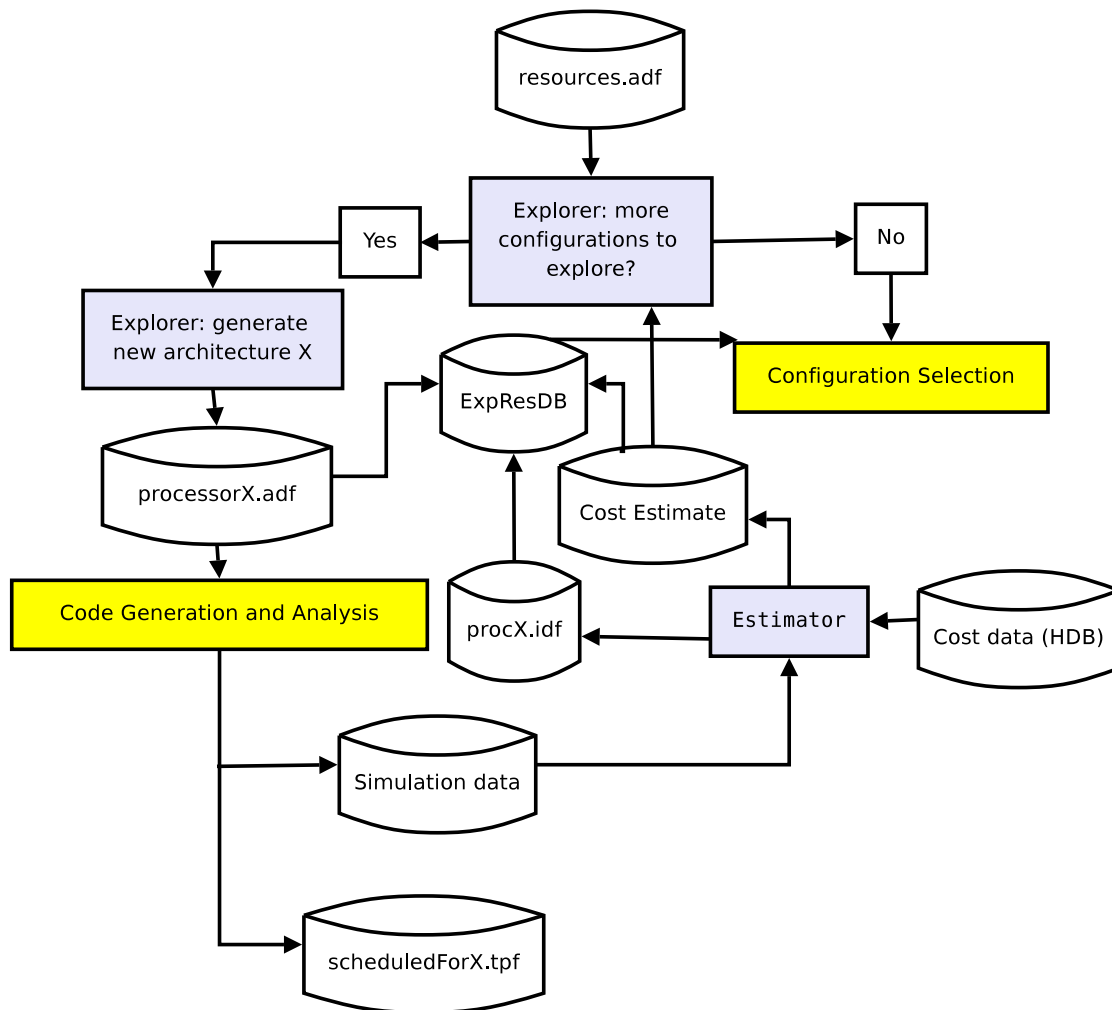 resources.adf
Explorer: more
configurations to
explore?
Yes
No
Explorer: generate
new architecture X
ExpResDB
Configuration Selection
processorX.adf
Cost Estimate
Code Generation and Analysis
procX.idf
Estimator
Cost data (HDB)
Simulation data
scheduledForX.tpf